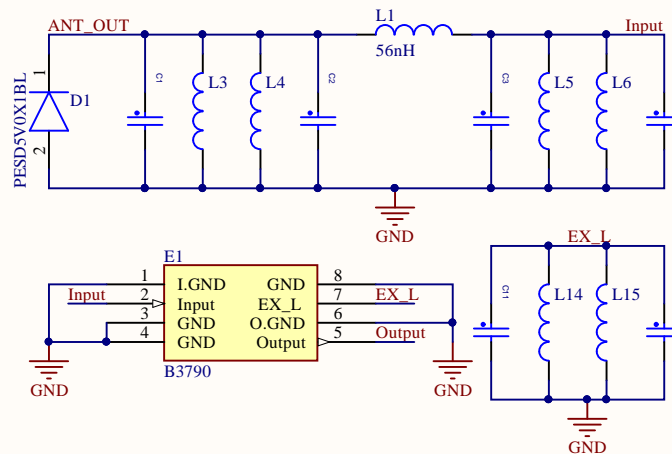 ANT_OUT
L1
Input
56nH
1
D1
2
PESD5V0X1BL
C1
L3
L4
C2
C3
L5
L6
GND
E1
1
I.GND
GND
8
Input
2
Input
EX_L
7
EX_L
3
GND
O.GND
6
4
GND
Output
5
Output
B3790
GND
GND
EX_L
C11
L14
L15
GND